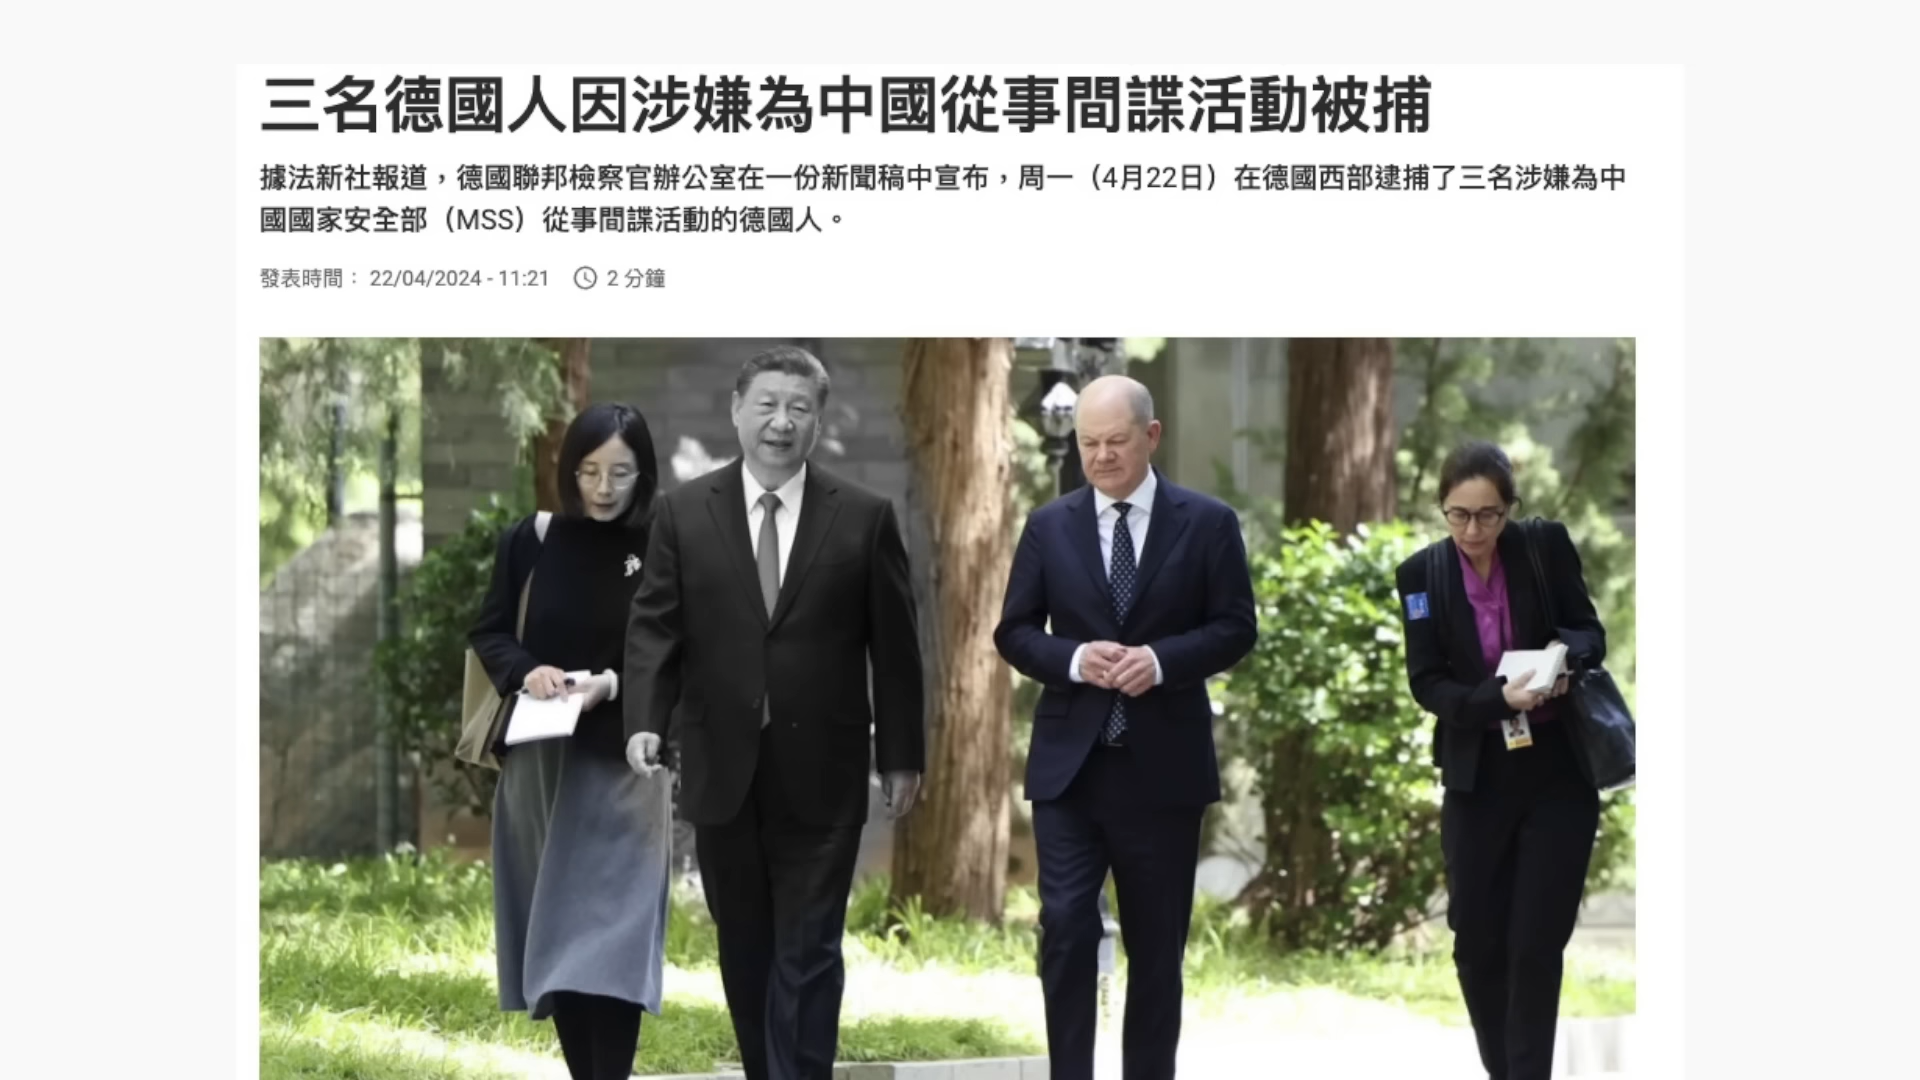 三名德國人因涉嫌為中國從事間諜活動被捕
據法新社報道，德國聯邦檢察官辦公室在一份新聞稿中宣布，周一（4月22日）在德國西部逮捕了三名涉嫌為中
國國家安全部（MSS）從事間諜活動的德國人。
發表時間： 22/04/2024 - 11:21 2 分鐘